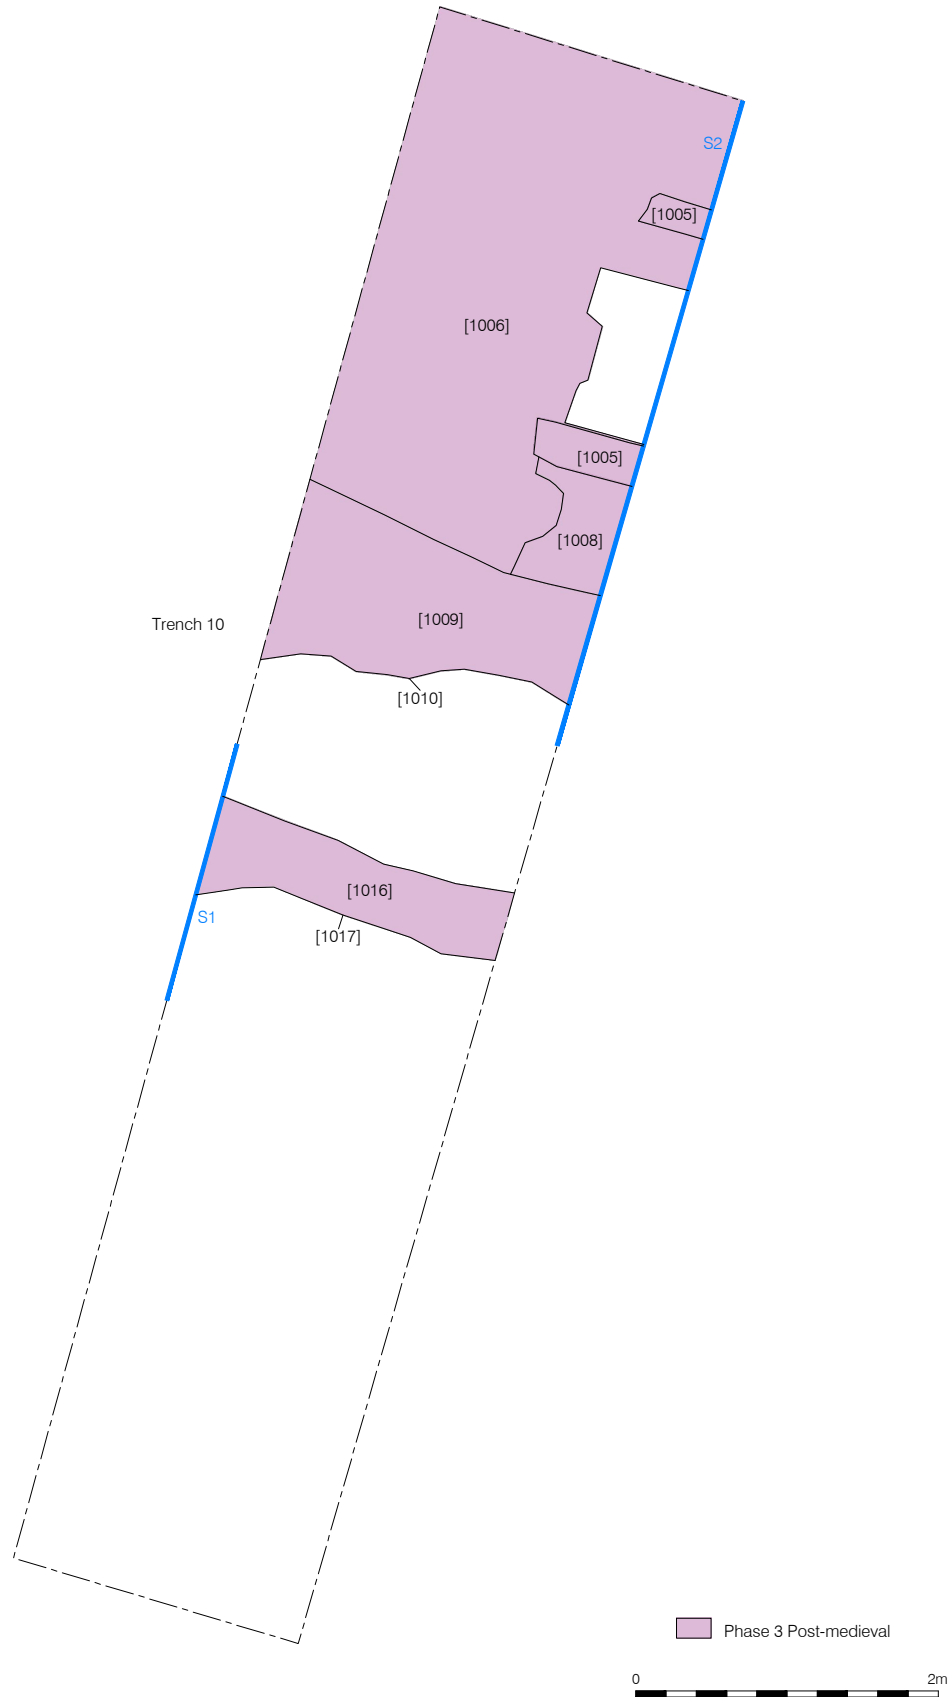 S2
[1005]
[1006]
[1005]
[1008]
[1009]
Trench 10
[1010]
[1016]
S1
[1017]
Phase 3 Post-medieval
0 2m